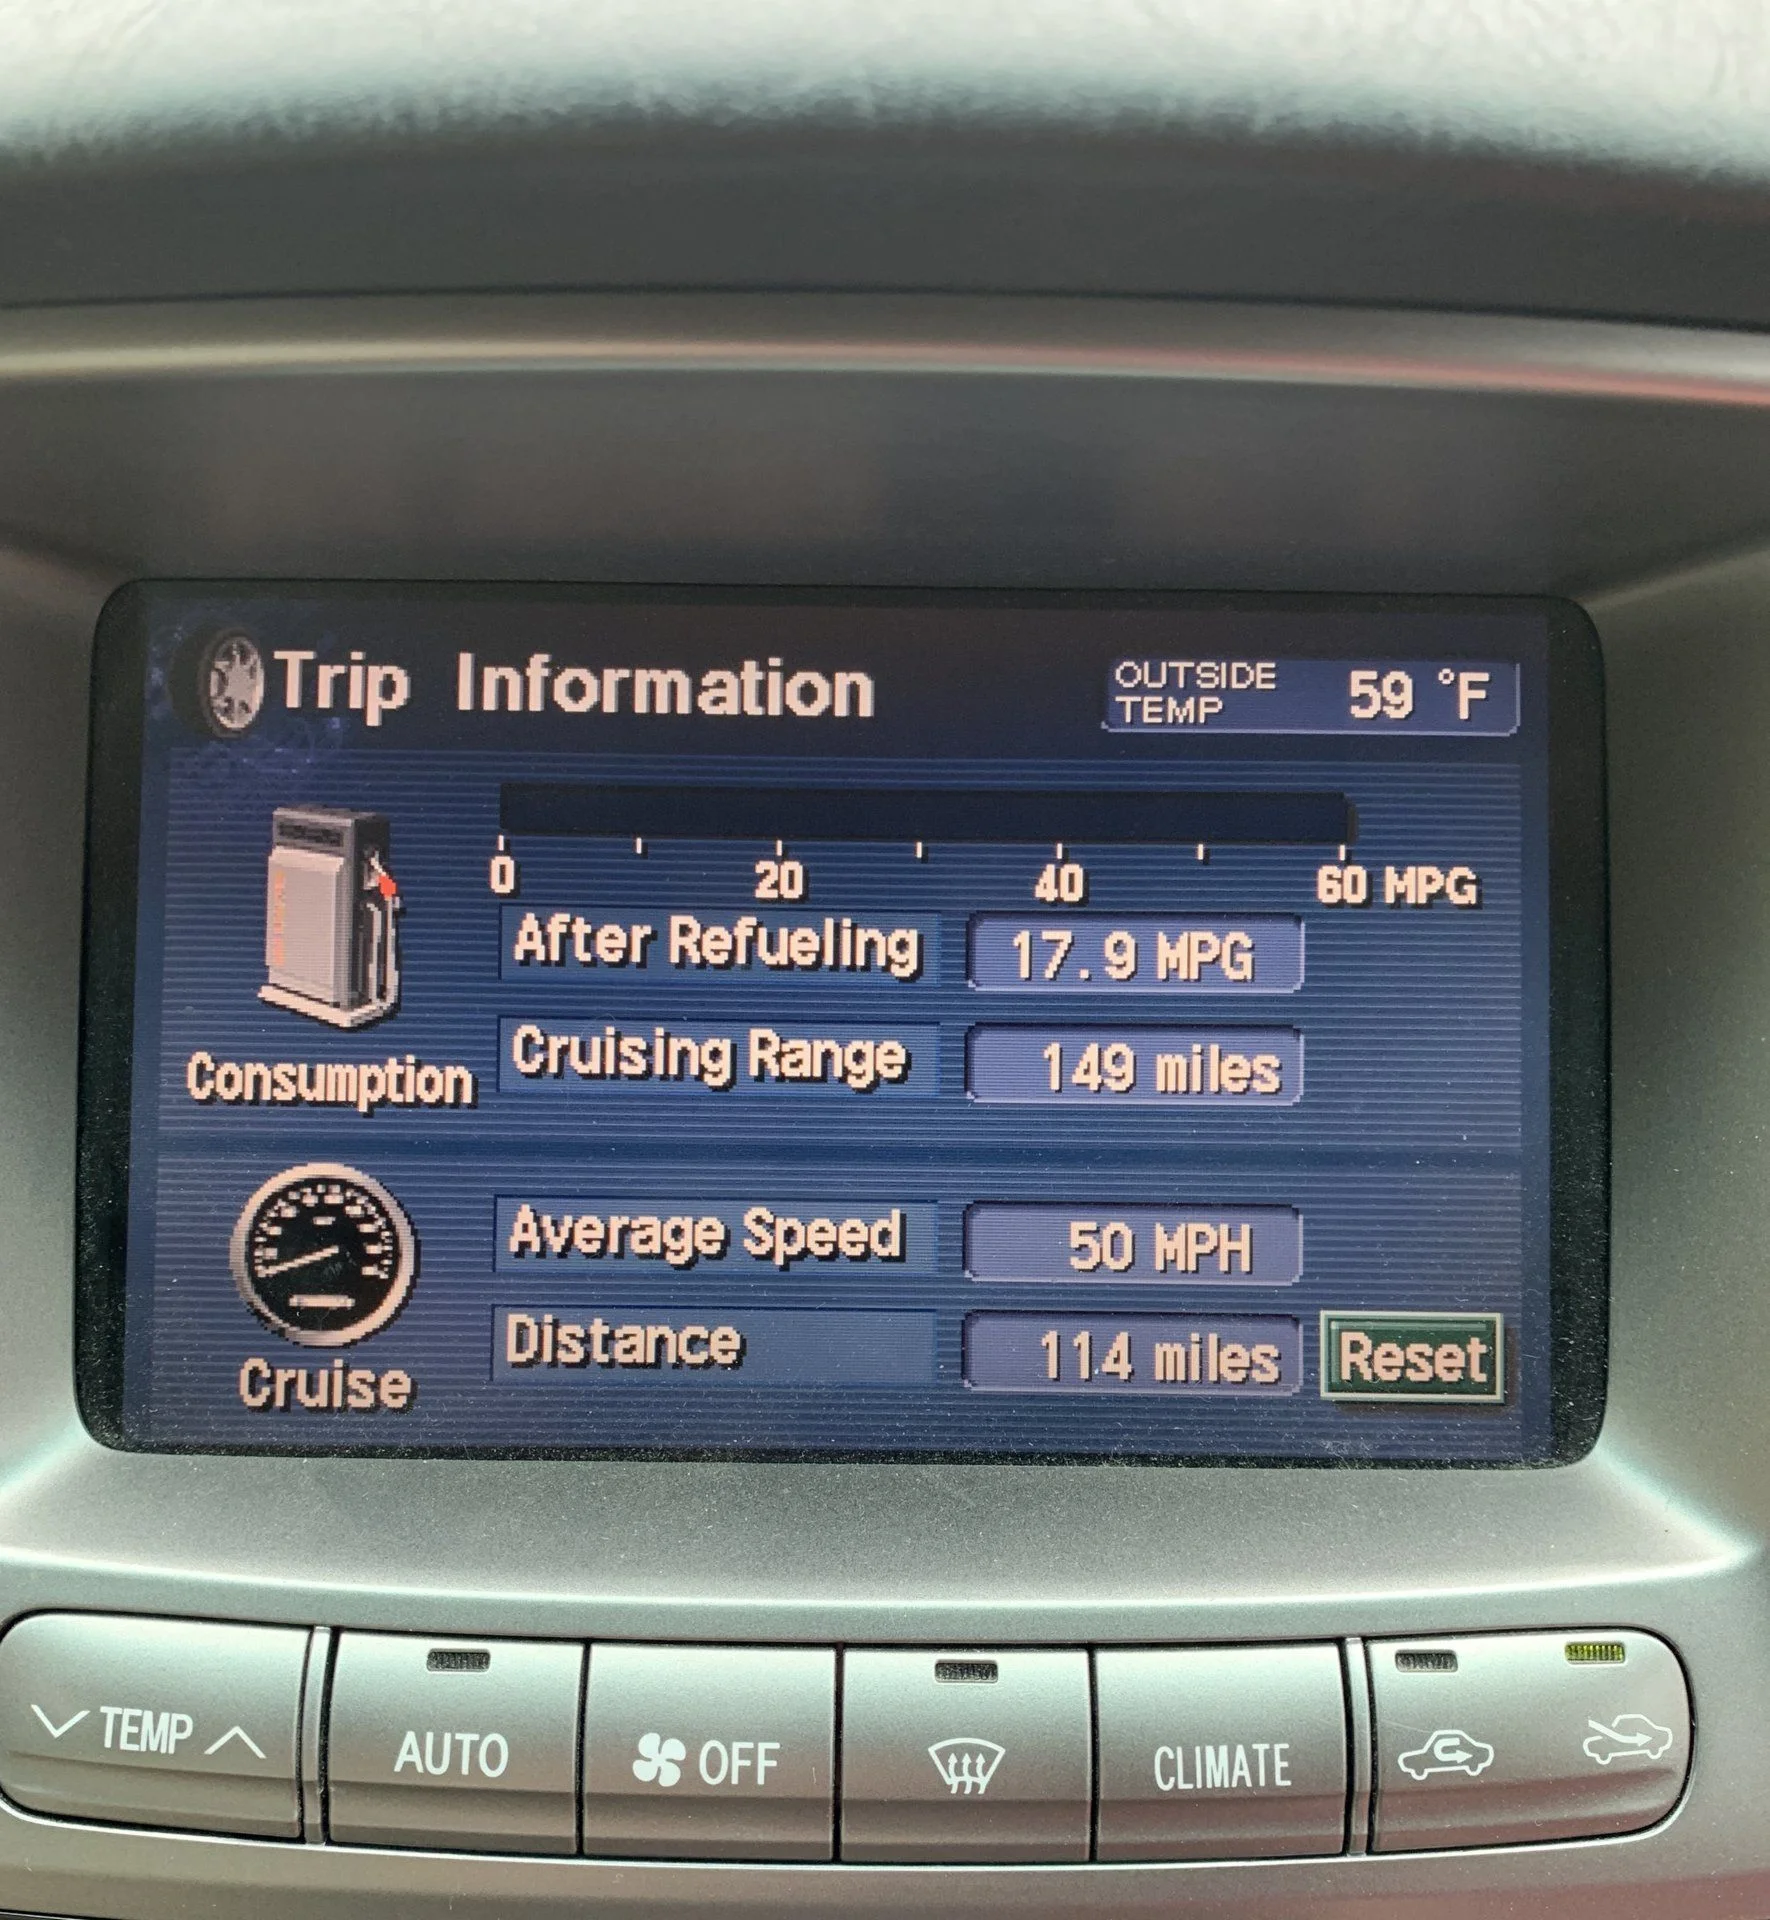 Trip Information
OUTSIDE TEMP 59 °F
0 20 40 60 MPG
After Refueling 17.9 MPG
Cruising Range 149 miles
Consumption
Average Speed 50 MPH
Distance 114 miles Reset
Cruise
TEMP AUTO OFF CLIMATE